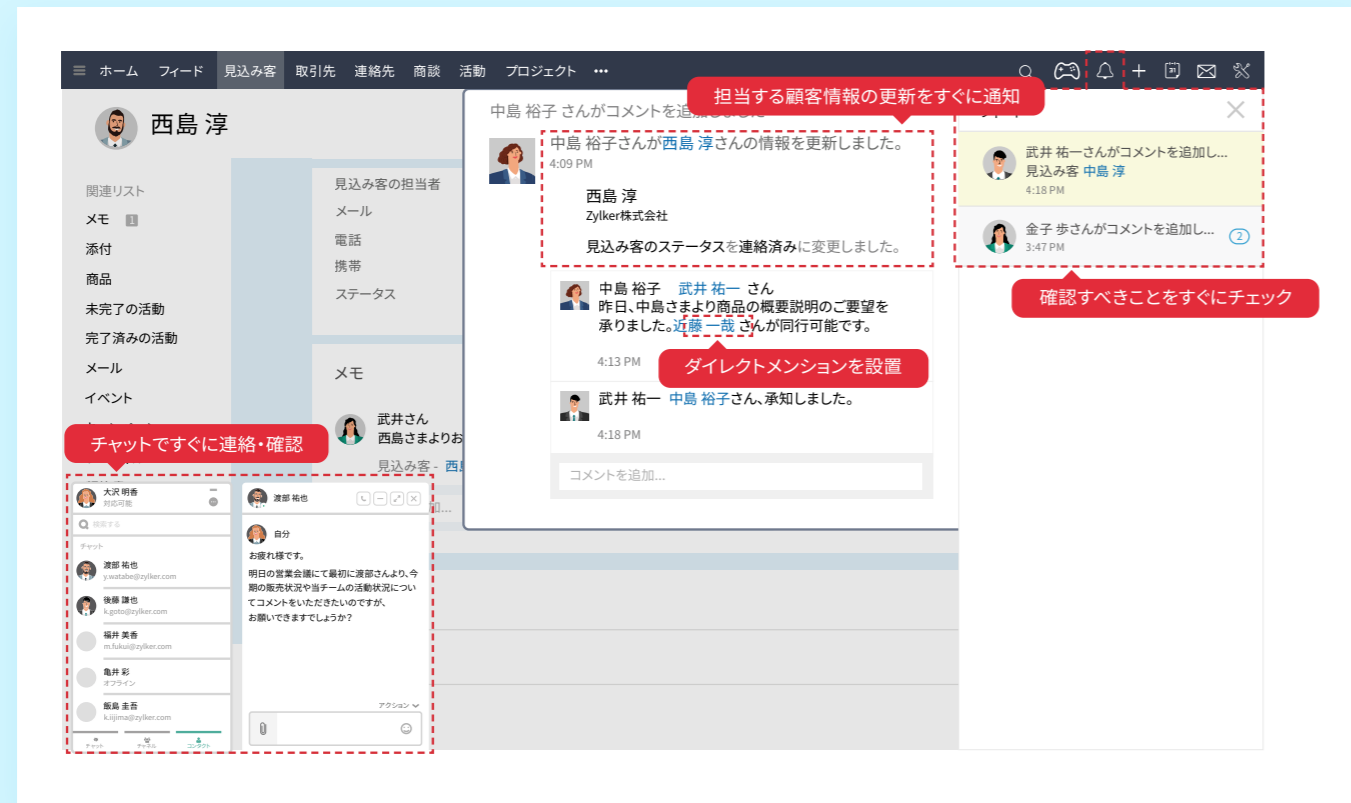 ホーム フィード 見込み客 取引先 連絡先 商談 活動 プロジェクト •••
担当する顧客情報の更新をすぐに通知
西島 淳
関連リスト
メモ 1
添付
商品
未完了の活動
完了済みの活動
メール
イベント
チャットですぐに連絡・確認
見込み客の担当者
メール
電話
携帯
ステータス
メモ
武井さん
西島さまよりお
見込み客 - 西
中島 裕子 さんがコメントを追加しました
中島 裕子さんが西島 淳さんの情報を更新しました。
4:09 PM
西島 淳
Zylker株式会社
見込み客のステータスを連絡済みに変更しました。
中島 裕子 武井 祐一 さん
昨日、中島さまより商品の概要説明のご要望を
承りました。近藤 一哉 さんが同行可能です。
4:13 PM
ダイレクトメンションを設置
武井 祐一 中島 裕子さん、承知しました。
4:18 PM
コメントを追加...
武井 祐一さんがコメントを追加し...
見込み客 中島 淳
4:18 PM
金子 歩さんがコメントを追加し...
3:47 PM
2
確認すべきことをすぐにチェック
大沢 明香
対応可能
検索する
チャット
渡部 祐也
y.watabe@zylker.com
後藤 謙也
k.goto@zylker.com
福井 美香
m.fukui@zylker.com
亀井 彩
オフライン
飯島 圭吾
k.iijima@zylker.com
チャット チャネル コンタクト
渡部 祐也
自分
お疲れ様です。
明日の営業会議にて最初に渡部さんより、今
期の販売状況や当チームの活動状況につい
てコメントをいただきたいのですが、
お願いできますでしょうか?
アクション